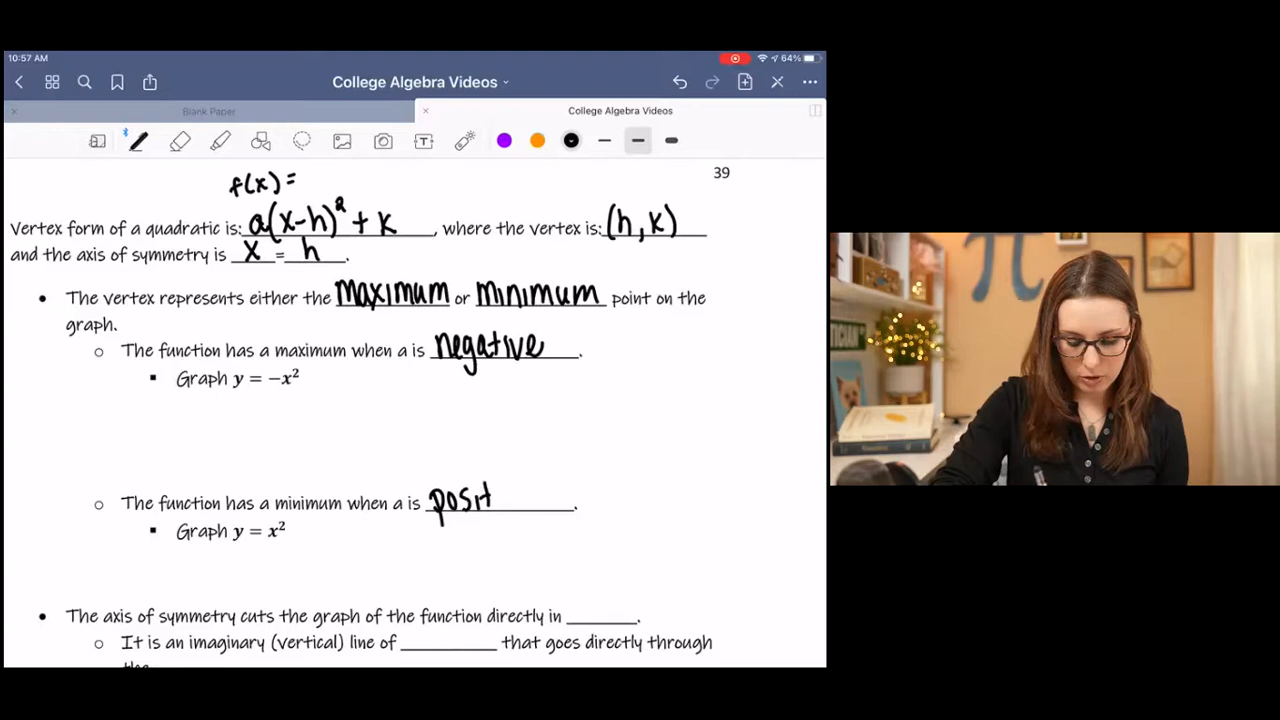 10:57 AM
64%
College Algebra Videos
Blank Paper
College Algebra Videos
T
39
f(x) =
Vertex form of a quadratic is: a(x-h)² + k, where the vertex is: (h, k)
and the axis of symmetry is x = h.
• The vertex represents either the maximum or minimum point on the
graph.
○ The function has a maximum when a is negative.
▪ Graph y = −x²
○ The function has a minimum when a is posit.
▪ Graph y = x²
• The axis of symmetry cuts the graph of the function directly in ________.
○ It is an imaginary (vertical) line of __________ that goes directly through
π
TICIAN